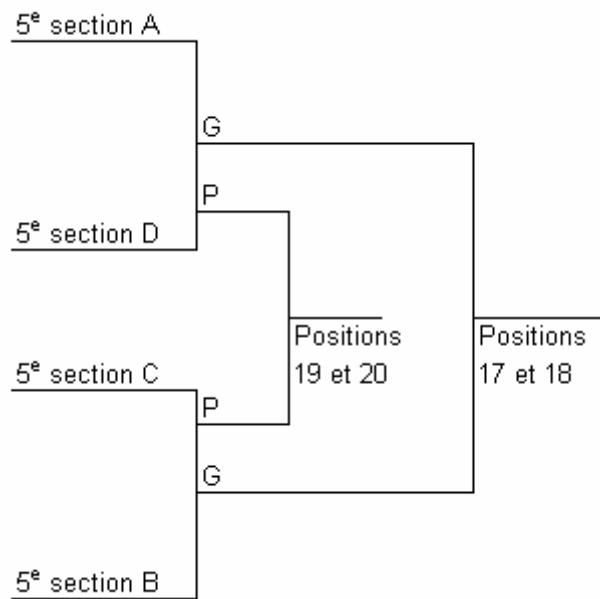 5e section A
G
P
5e section D
Positions
19 et 20
Positions
17 et 18
5e section C
P
G
5e section B